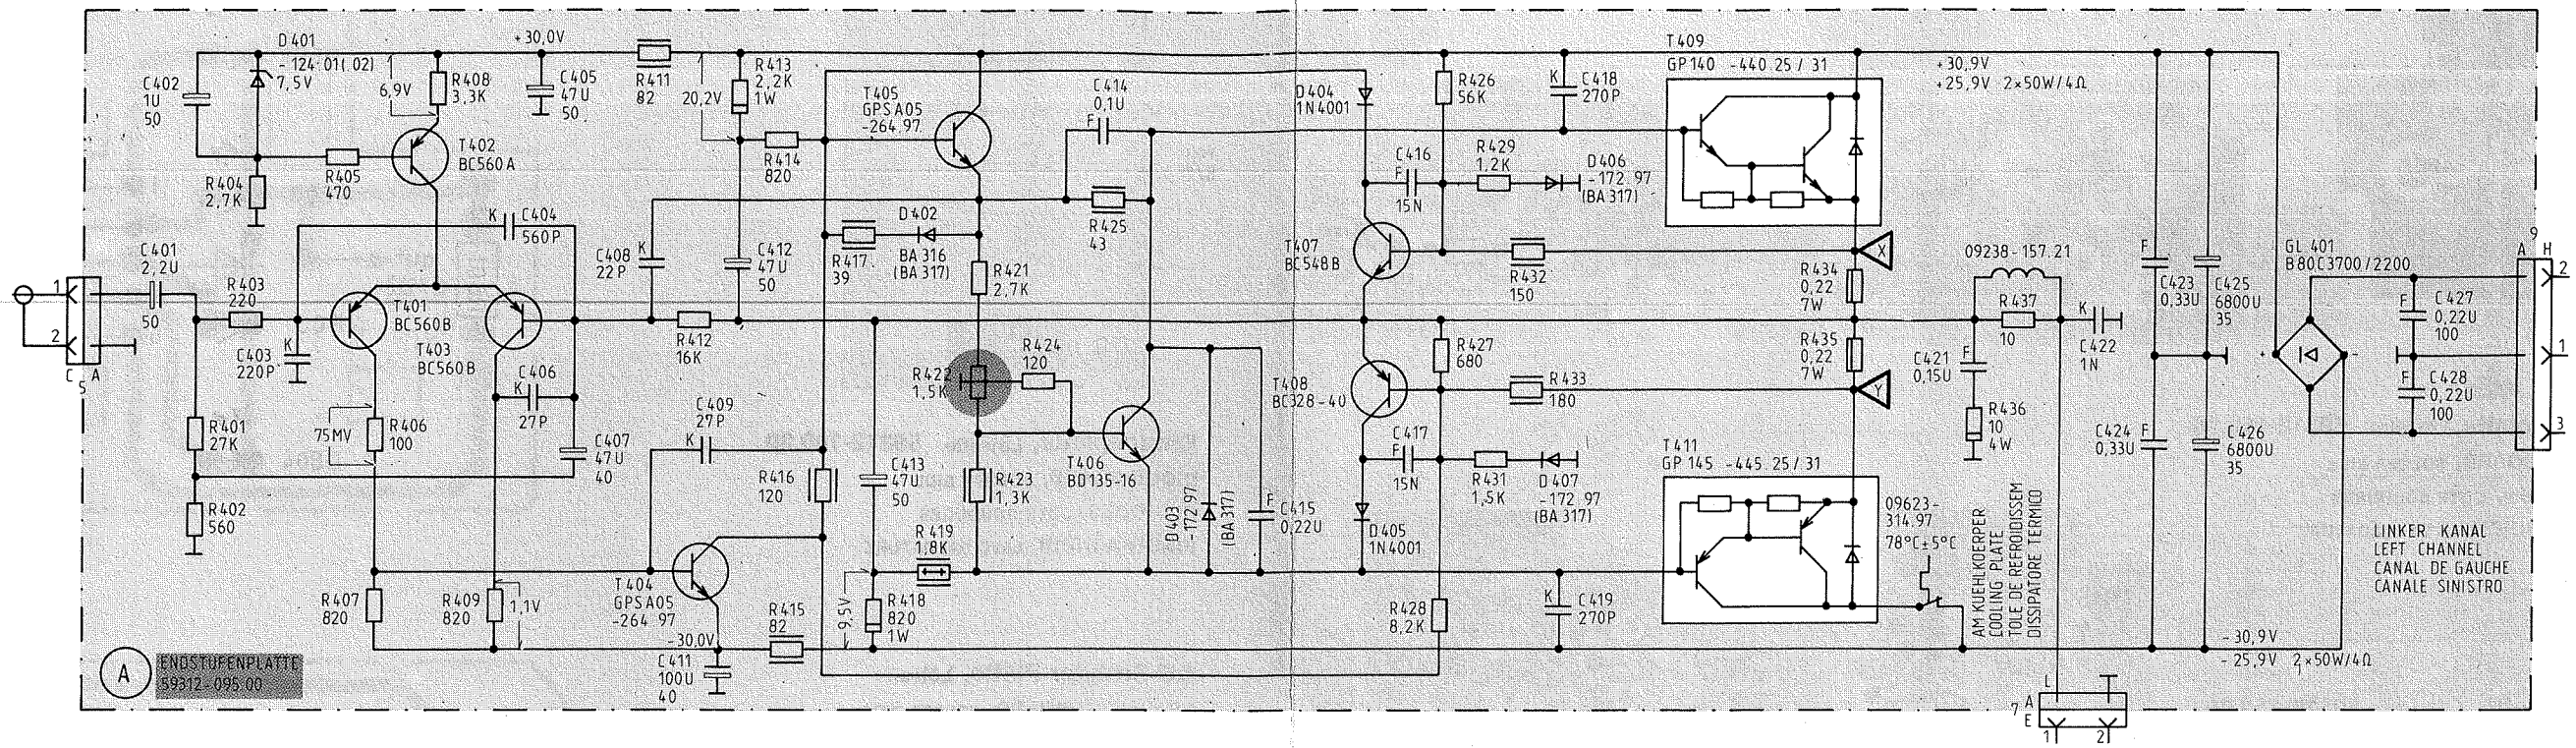 D401
-124 01(.02)
7,5V
C402
1U
50
6,9V
R408
3,3K
+30,0V
C405
47U
50
R411
82
20,2V
R413
2,2K
1W
R414
820
T405
GPSA05
-264.97
C414
0,1U
F
T402
BC560A
R404
2,7K
R405
470
K
C404
560P
C401
2,2U
50
R403
220
T401
BC560B
T403
BC560B
K
C403
220P
C408
22P
K
C412
47U
50
R417
39
D402
BA316
(BA317)
R425
43
R421
2,7K
R412
16K
R422
1,5K
R424
120
1
2
C
A
5
R401
27K
R402
560
75MV
R406
100
C406
K
27P
C407
47U
40
C409
27P
K
R416
120
C413
47U
50
R423
1,3K
T406
BD135-16
D403
-172.97
(BA317)
F
C415
0,22U
R419
1,8K
R407
820
R409
820
1,1V
T404
GPSA05
-264 97
-30,0V
R415
82
C411
100U
40
9,5V
R418
820
1W
A
ENDSTUFENPLATTE
59312-095.00
D404
1N4001
R426
56K
K
C418
270P
T409
GP140 -440.25/31
+30,9V
+25,9V 2×50W/4Ω
C416
F
15N
R429
1,2K
D406
-172.97
(BA317)
T407
BC548B
R432
150
X
R434
0,22
7W
R435
0,22
7W
R427
680
T408
BC328-40
R433
180
Y
C417
F
15N
R431
1,5K
D407
-172.97
(BA317)
D405
1N4001
R428
8,2K
K
C419
270P
T411
GP145 -445.25/31
09238-157.21
R437
10
K
C422
1N
C421
0,15U
F
R436
10
4W
09623-
314.97
78°C±5°C
AM KUEHLKOERPER
COOLING PLATE
TOLE DE REFROIDISSEM
DISSIPATORE TERMICO
F
C423
0,33U
C425
6800U
35
C424
0,33U
F
C426
6800U
35
GL 401
B80C3700/2200
+
-
F
C427
0,22U
100
F
C428
0,22U
100
9
A
H
2
1
3
LINKER KANAL
LEFT CHANNEL
CANAL DE GAUCHE
CANALE SINISTRO
-30,9V
-25,9V 2×50W/4Ω
L
7
A
E
1
2